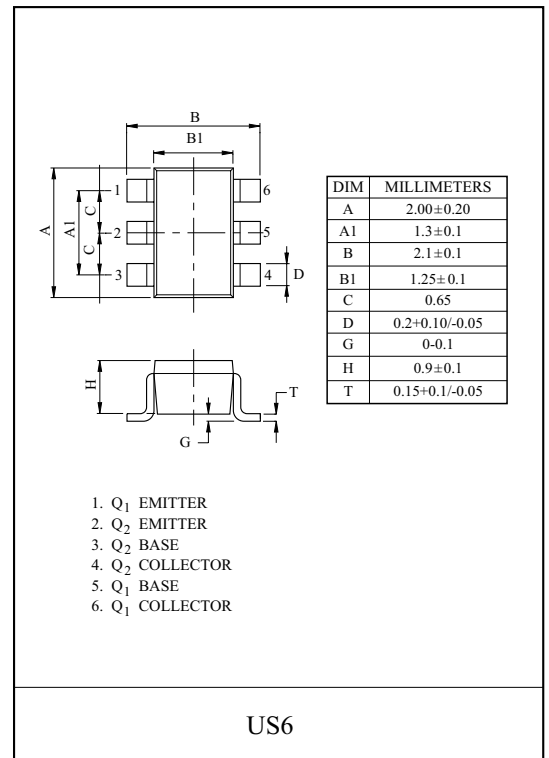 B
B1
1
6
2
5
3
4
A
A1
C
C
D
H
T
G
DIM MILLIMETERS
A 2.00±0.20
A1 1.3±0.1
B 2.1±0.1
B1 1.25±0.1
C 0.65
D 0.2+0.10/-0.05
G 0-0.1
H 0.9±0.1
T 0.15+0.1/-0.05
1. Q1 EMITTER
2. Q2 EMITTER
3. Q2 BASE
4. Q2 COLLECTOR
5. Q1 BASE
6. Q1 COLLECTOR
US6